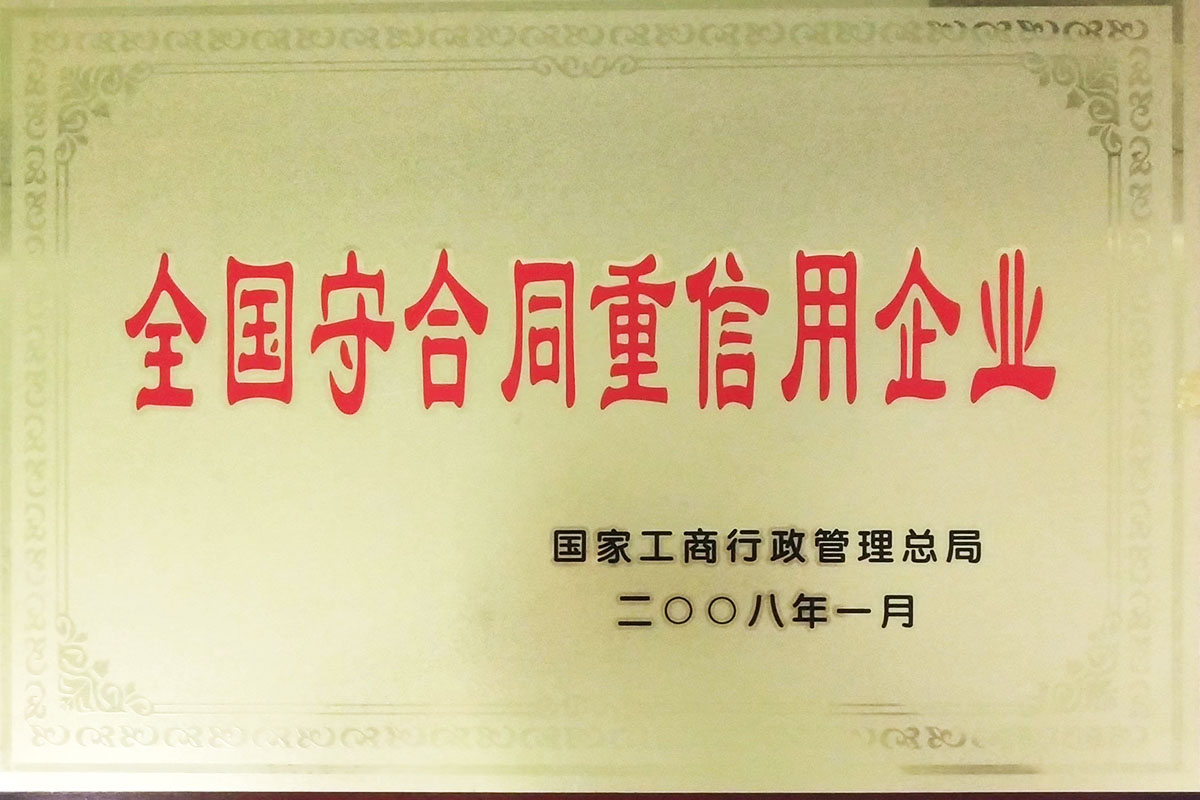 全国守合同重信用企业
国家工商行政管理总局
二〇〇八年一月